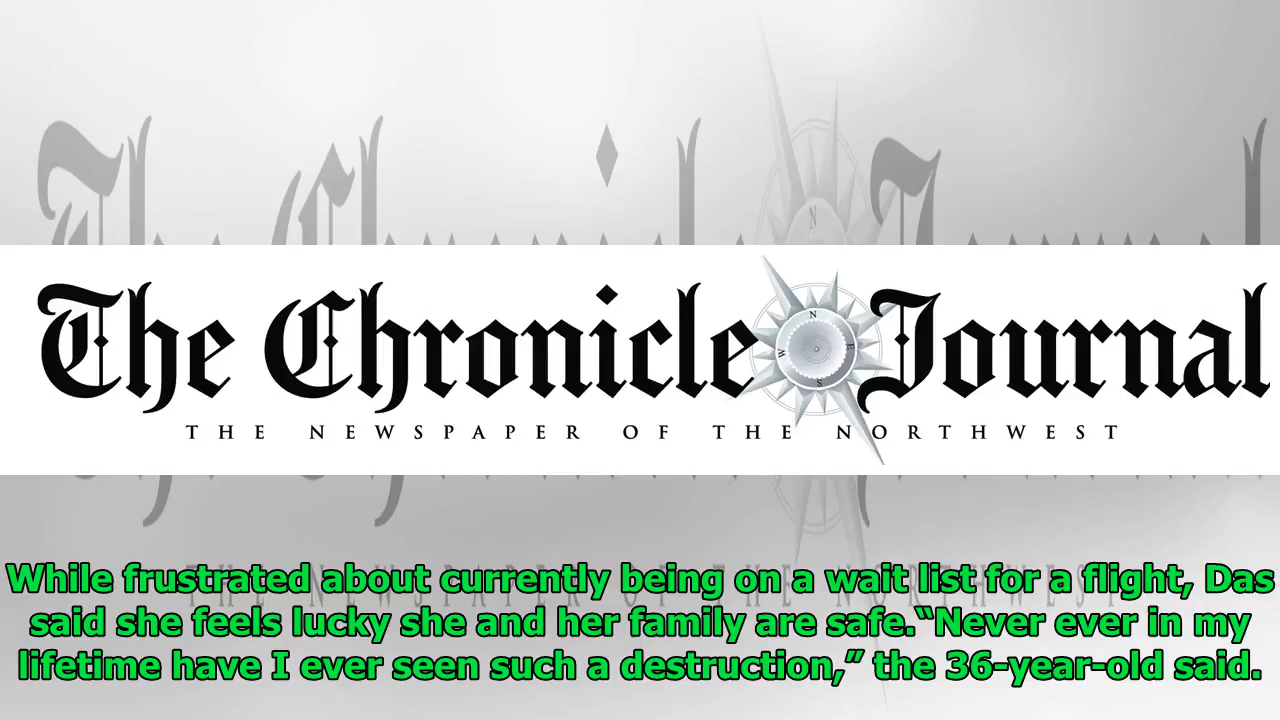 The Chronicle Journal
THE NEWSPAPER OF THE NORTHWEST
N
W E
S
While frustrated about currently being on a wait list for a flight, Das
said she feels lucky she and her family are safe.“Never ever in my
lifetime have I ever seen such a destruction,” the 36-year-old said.